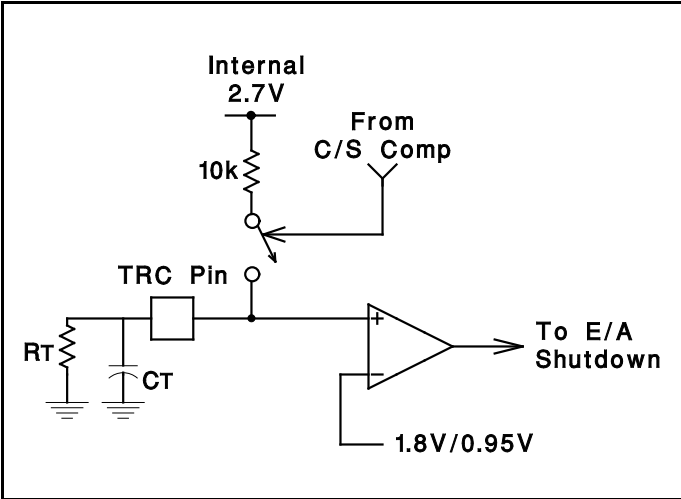 Internal
2.7V
From
C/S Comp
10k
TRC Pin
+
RT
CT
−
To E/A
Shutdown
1.8V/0.95V